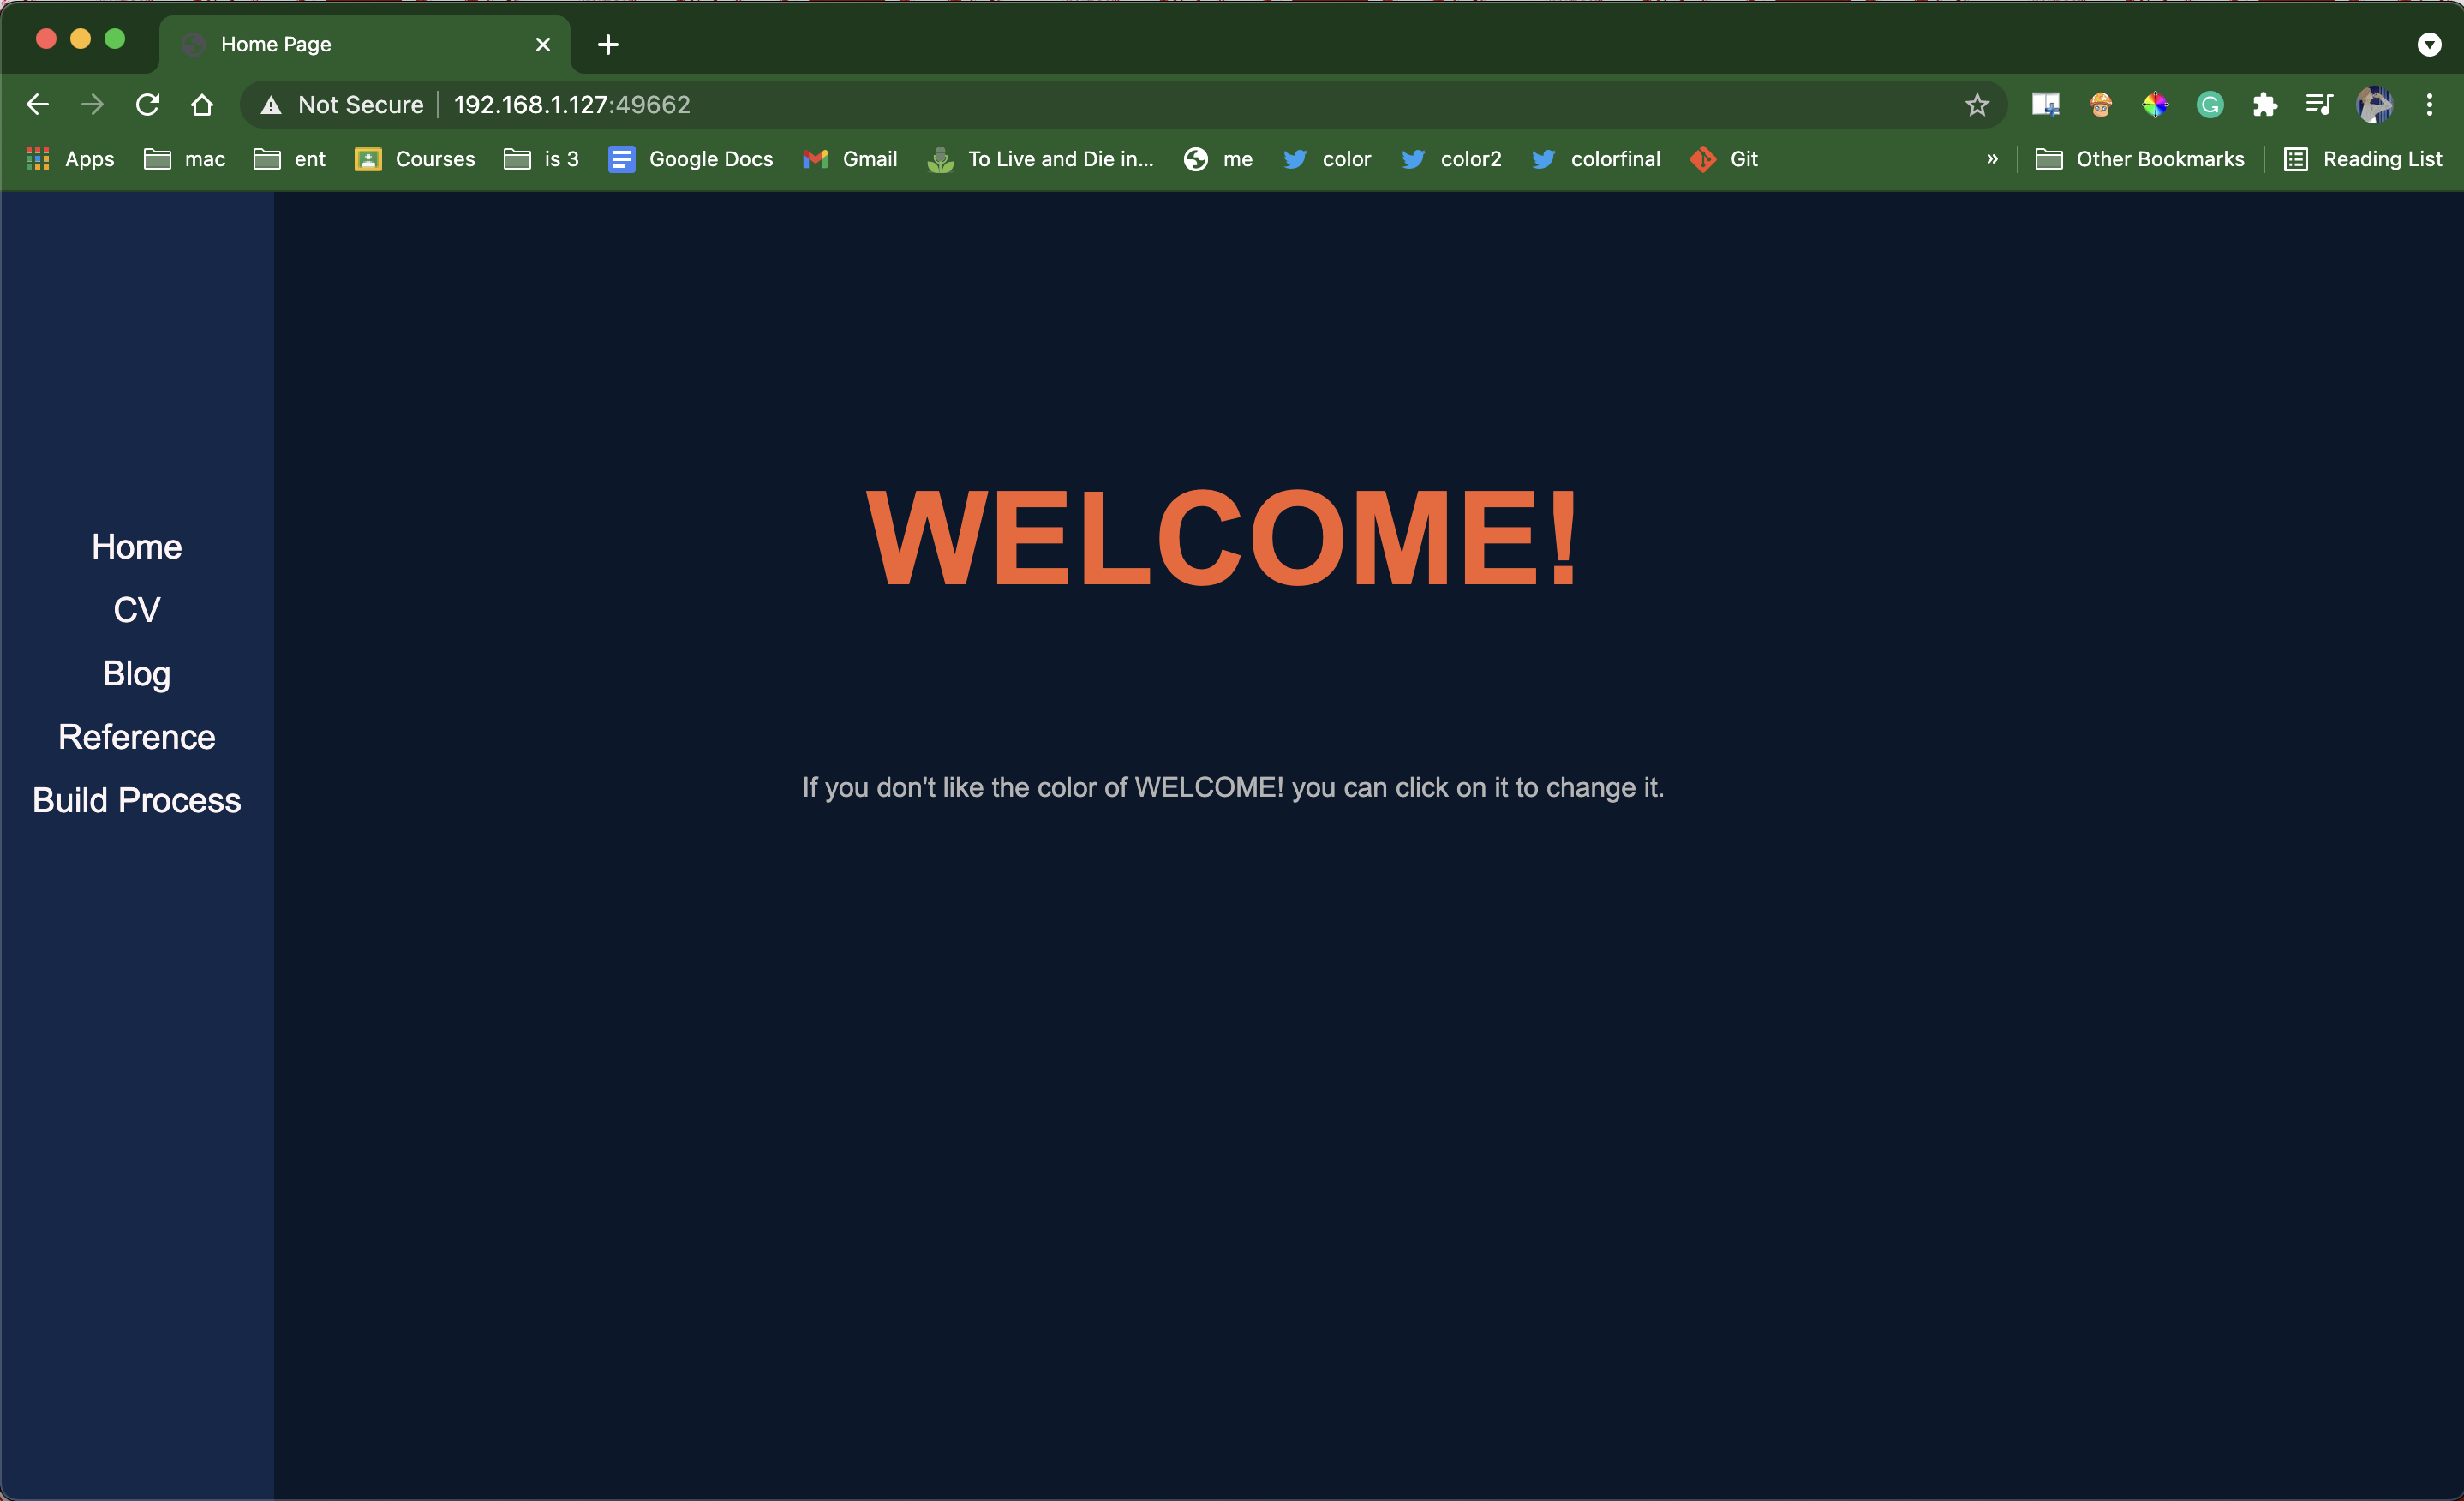 Home Page
Not Secure 192.168.1.127:49662
Apps mac ent Courses is 3 Google Docs Gmail To Live and Die in... me color color2 colorfinal Git » Other Bookmarks Reading List
Home
CV
Blog
Reference
Build Process
WELCOME!
If you don't like the color of WELCOME! you can click on it to change it.